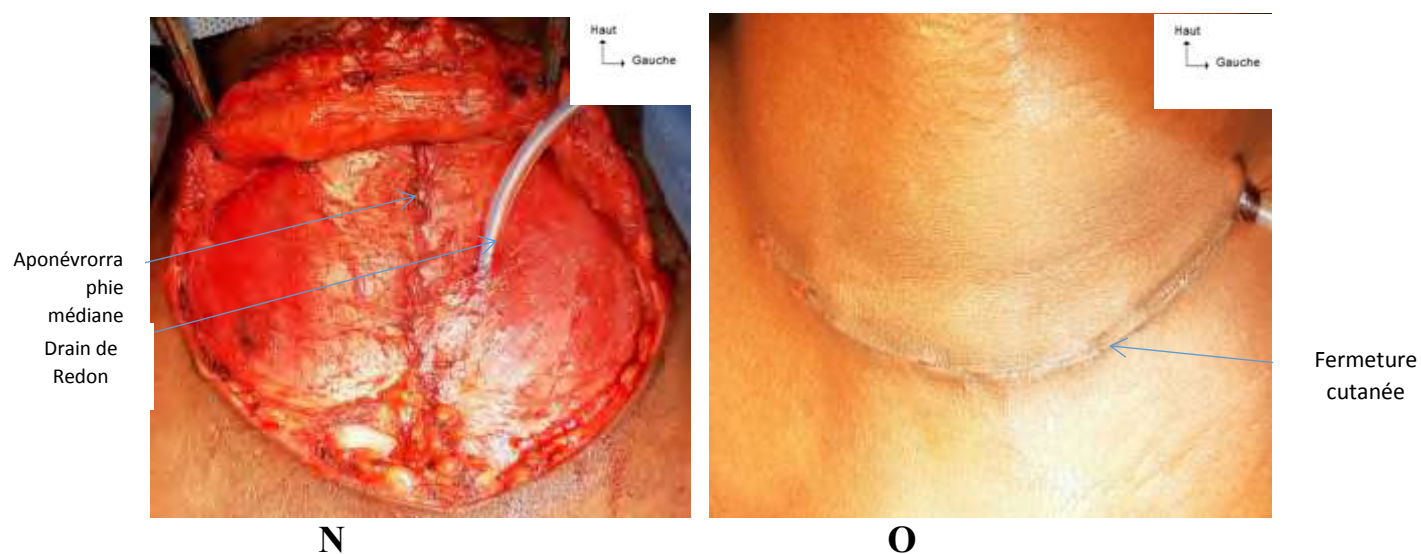 Haut
Gauche
Haut
Gauche
Aponévrorra
phie
médiane
Drain de
Redon
Fermeture
cutanée
N
O